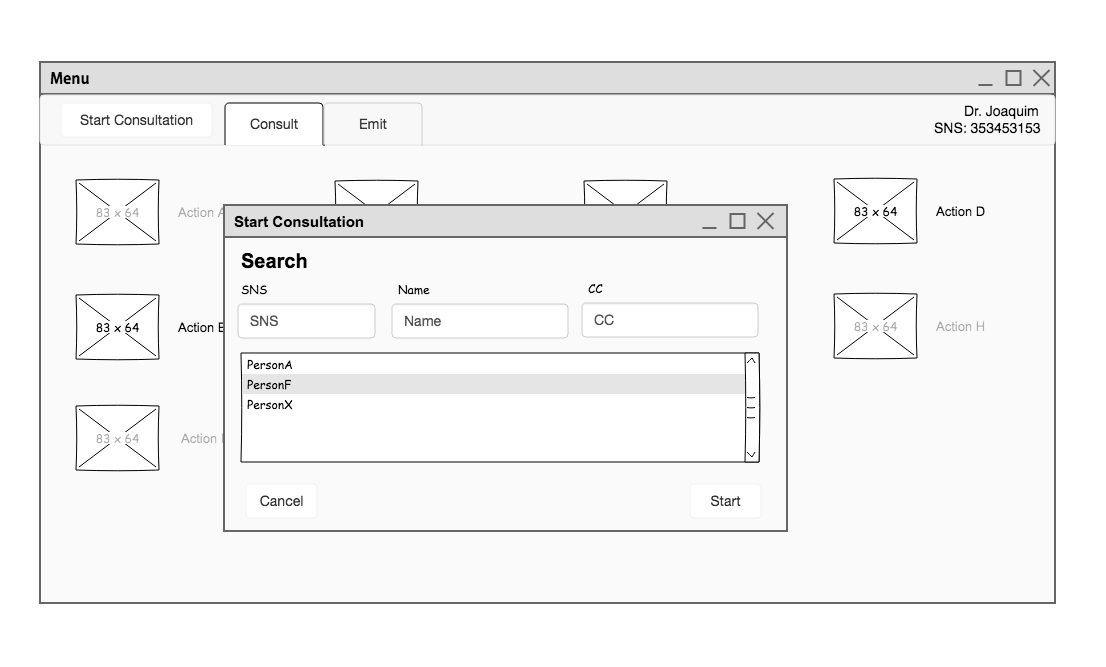 Menu
Start Consultation
Consult
Emit
Dr. Joaquim
SNS: 353453153
83 x 64
Action
83 x 64
Action D
Start Consultation
Search
SNS
Name
CC
SNS
Name
CC
83 x 64
Action
83 x 64
Action H
PersonA
PersonF
PersonX
83 x 64
Action
Cancel
Start